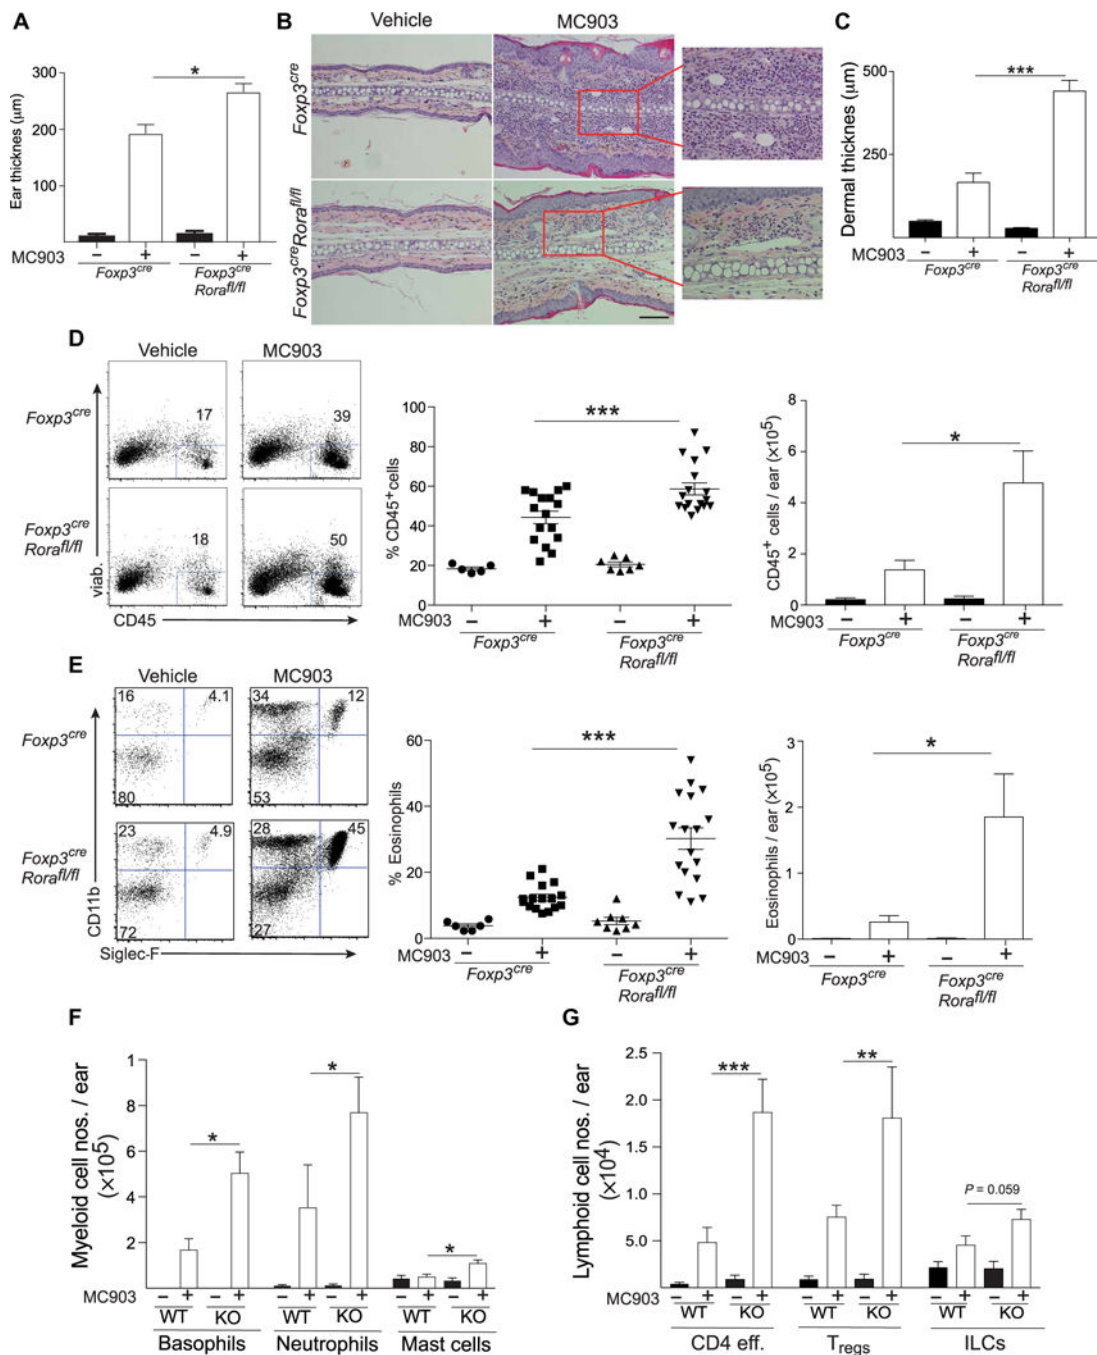 A
Ear thicknes (μm)
300
200
100
*
MC903
– + – +
Foxp3cre
Foxp3cre
Rorafl/fl
B
Vehicle
MC903
Foxp3cre
Foxp3creRorafl/fl
C
Dermal thicknes (μm)
500
250
***
MC903
– + – +
Foxp3cre
Foxp3cre
Rorafl/fl
D
Vehicle
MC903
Foxp3cre
17
39
Foxp3cre
Rorafl/fl
18
50
viab.
CD45
% CD45+ cells
100
80
60
40
20
0
***
MC903
– + – +
Foxp3cre
Foxp3cre
Rorafl/fl
CD45+ cells / ear (×105)
8
6
4
2
0
*
MC903
– + – +
Foxp3cre
Foxp3cre
Rorafl/fl
E
Vehicle
MC903
Foxp3cre
16
4.1
80
34
12
53
Foxp3cre
Rorafl/fl
23
4.9
72
28
45
27
CD11b
Siglec-F
% Eosinophils
60
40
20
0
***
MC903
– + – +
Foxp3cre
Foxp3cre
Rorafl/fl
Eosinophils / ear (×105)
3
2
1
0
*
MC903
– + – +
Foxp3cre
Foxp3cre
Rorafl/fl
F
Myeloid cell nos. / ear
(×105)
1
8
6
4
2
* * *
MC903
– + – + – + – + – + – +
WT KO WT KO WT KO
Basophils Neutrophils Mast cells
G
Lymphoid cell nos. / ear
(×104)
2.5
2.0
1.5
1.0
5.0
*** **
P = 0.059
MC903
– + – + – + – + – + – +
WT KO WT KO WT KO
CD4 eff. Tregs ILCs